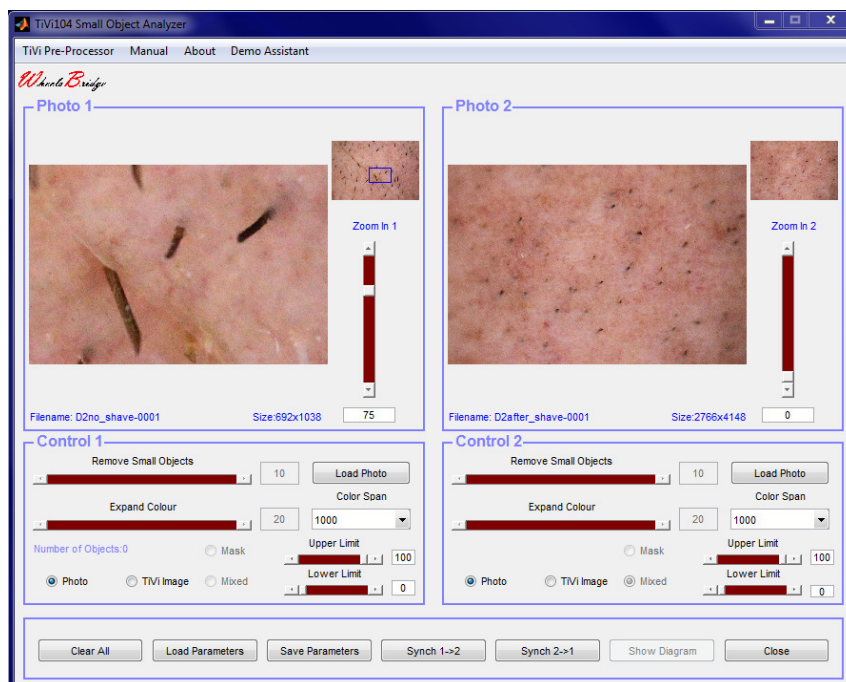 TiVi104 Small Object Analyzer
TiVi Pre-Processor Manual About Demo Assistant
WheelsBridge
Photo 1
Zoom In 1
Filename: D2no_shave-0001 Size:692x1038 75
Photo 2
Zoom In 2
Filename: D2after_shave-0001 Size:2766x4148 0
Control 1
Remove Small Objects
10 Load Photo
Color Span
Expand Colour
20 1000
Number of Objects:0
Upper Limit
Mask 100
Lower Limit
Photo TiVi Image Mixed 0
Control 2
Remove Small Objects
10 Load Photo
Color Span
Expand Colour
20 1000
Upper Limit
Mask 100
Lower Limit
Photo TiVi Image Mixed 0
Clear All Load Parameters Save Parameters Synch 1->2 Synch 2->1 Show Diagram Close